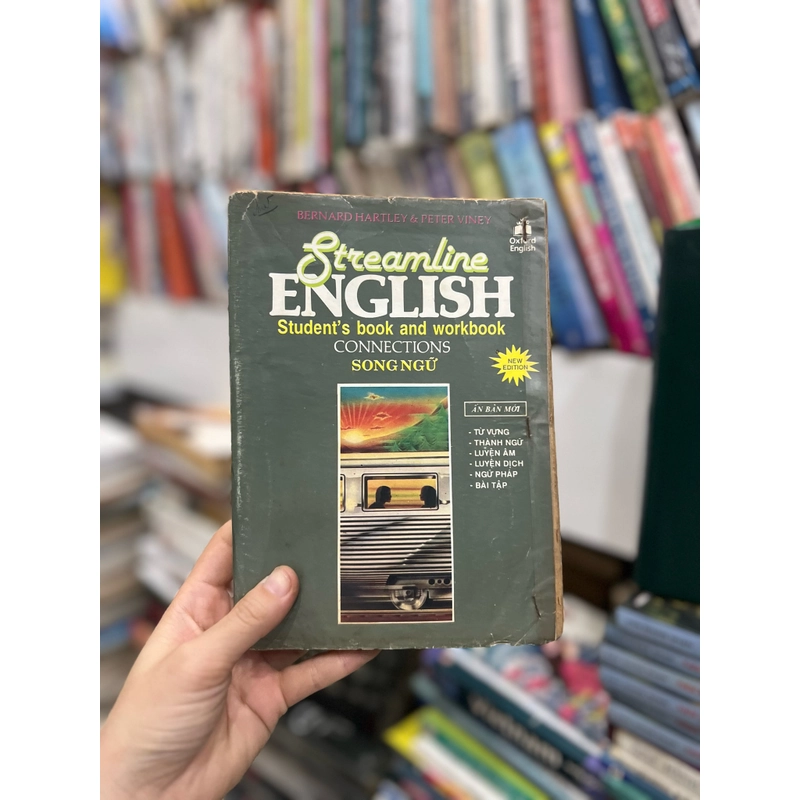 BERNARD HARTLEY & PETER VINEY
Oxford
English
Streamline
ENGLISH
Student's book and workbook
CONNECTIONS
SONG NGỮ
NEW
EDITION
ẤN BẢN MỚI
- TỪ VỰNG
- THÀNH NGỮ
- LUYỆN ÂM
- LUYỆN DỊCH
- NGỮ PHÁP
- BÀI TẬP